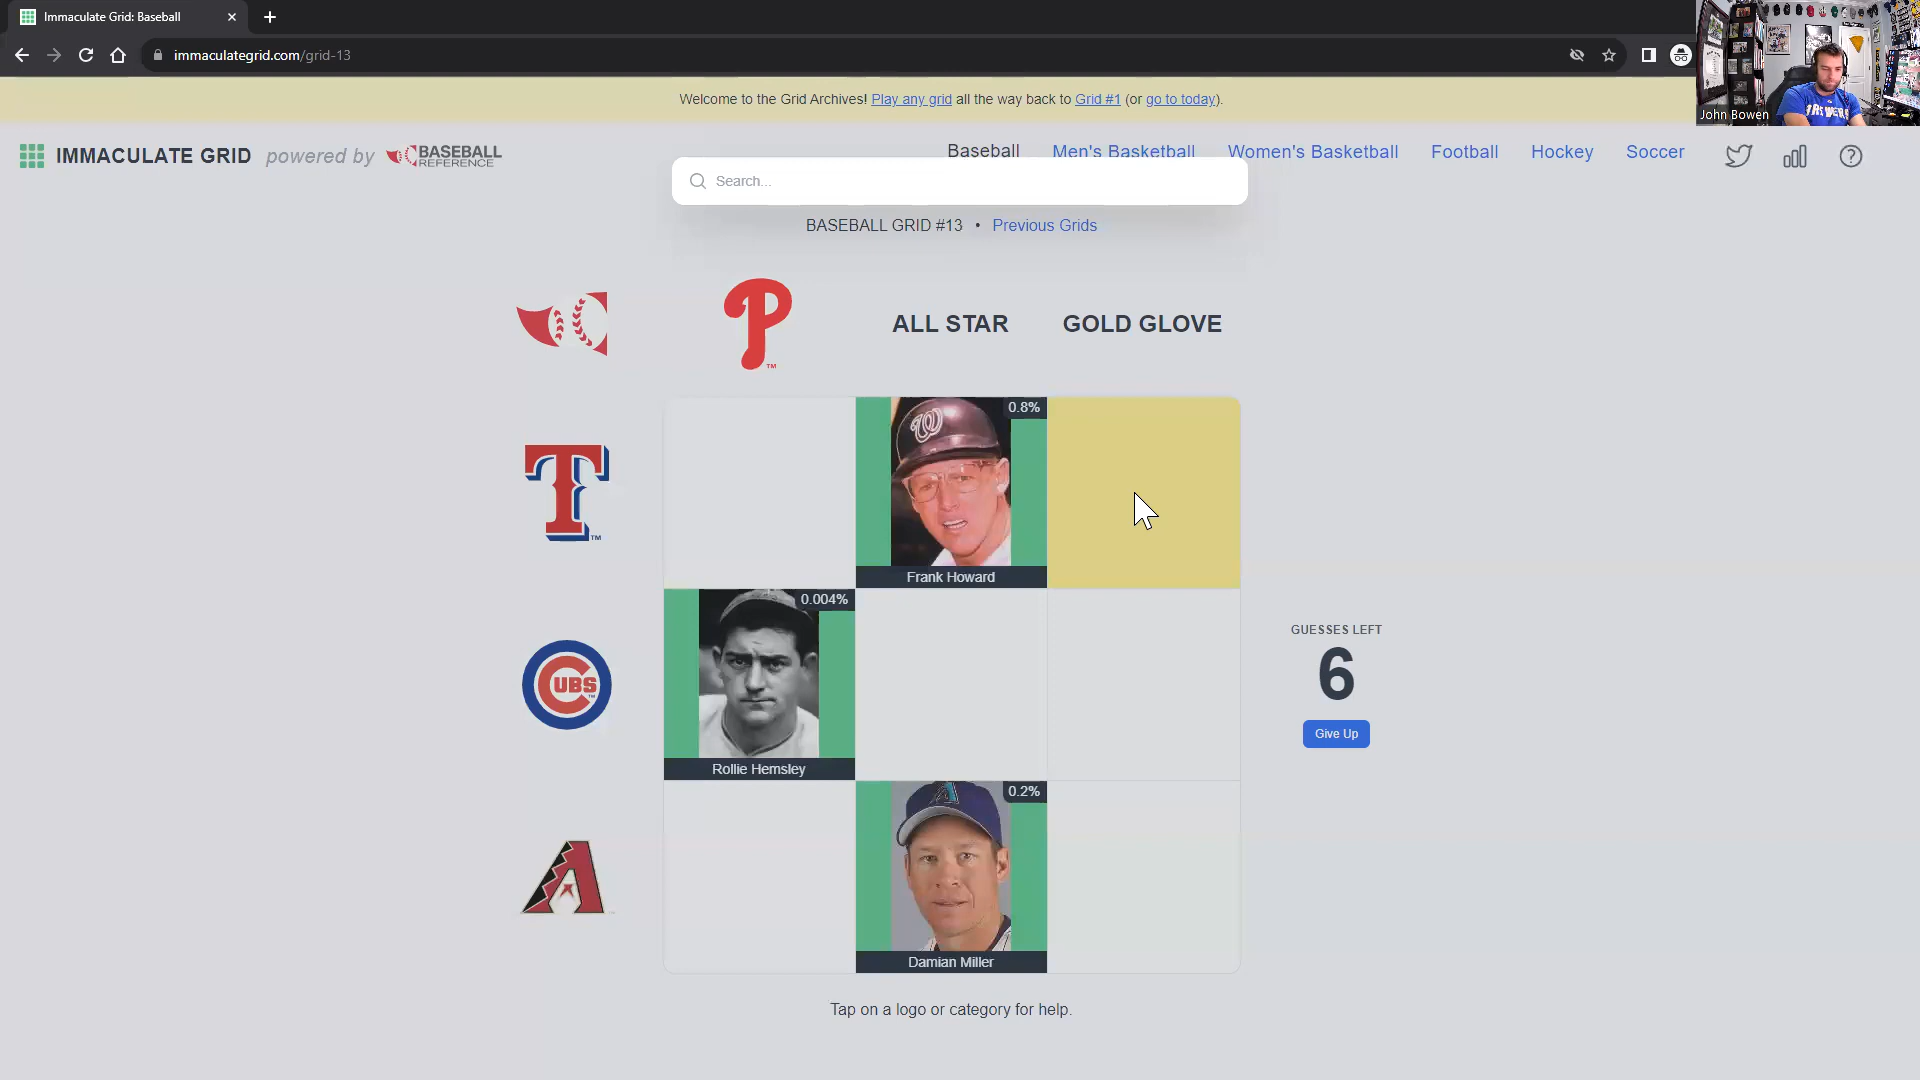 Immaculate Grid: Baseball
immaculategrid.com/grid-13
Welcome to the Grid Archives! Play any grid all the way back to Grid #1 (or go to today).
John Bowen
IMMACULATE GRID powered by BASEBALL REFERENCE
Baseball Men's Basketball Women's Basketball Football Hockey Soccer
Search...
BASEBALL GRID #13 • Previous Grids
P ™
ALL STAR
GOLD GLOVE
T ™
W
0.8%
Frank Howard
CUBS
0.004%
Rollie Hemsley
GUESSES LEFT
6
Give Up
A
0.2%
Damian Miller
Tap on a logo or category for help.